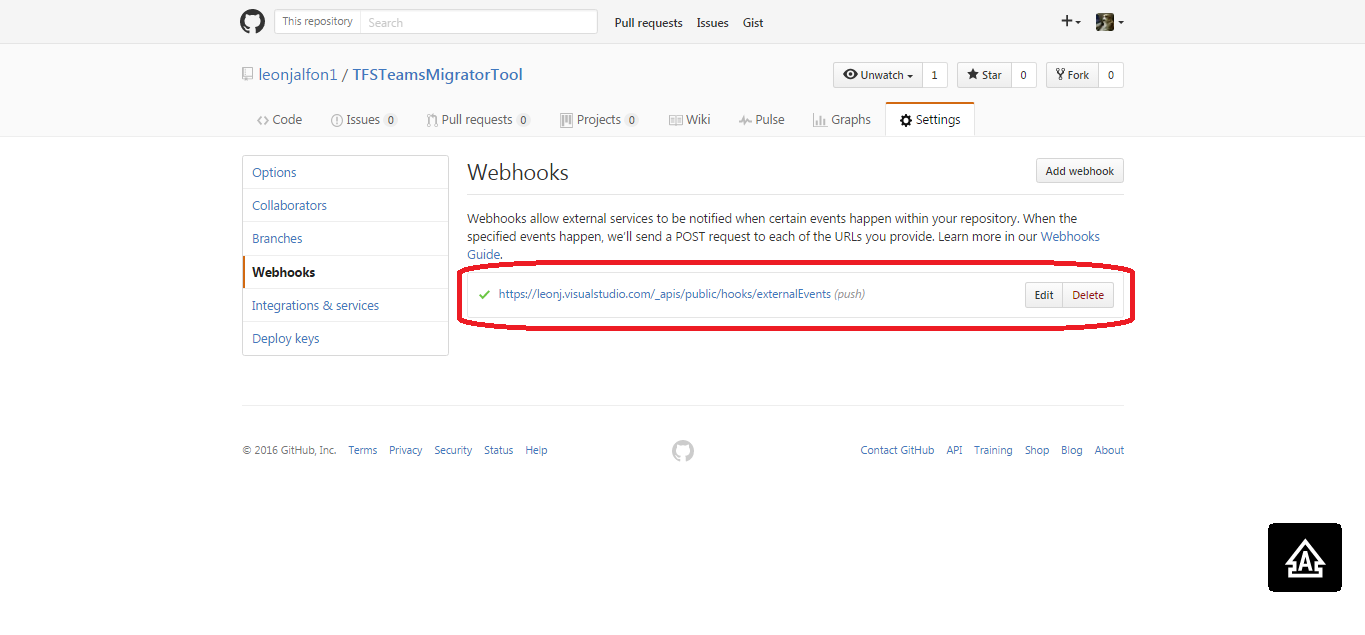 This repository Search Pull requests Issues Gist
leonjalfon1 / TFSTeamsMigratorTool Unwatch 1 Star 0 Fork 0
Code Issues 0 Pull requests 0 Projects 0 Wiki Pulse Graphs Settings
Options
Collaborators
Branches
Webhooks
Integrations & services
Deploy keys
Webhooks Add webhook
Webhooks allow external services to be notified when certain events happen within your repository. When the
specified events happen, we'll send a POST request to each of the URLs you provide. Learn more in our Webhooks
Guide.
https://leonj.visualstudio.com/_apis/public/hooks/externalEvents (push) Edit Delete
© 2016 GitHub, Inc. Terms Privacy Security Status Help Contact GitHub API Training Shop Blog About
A